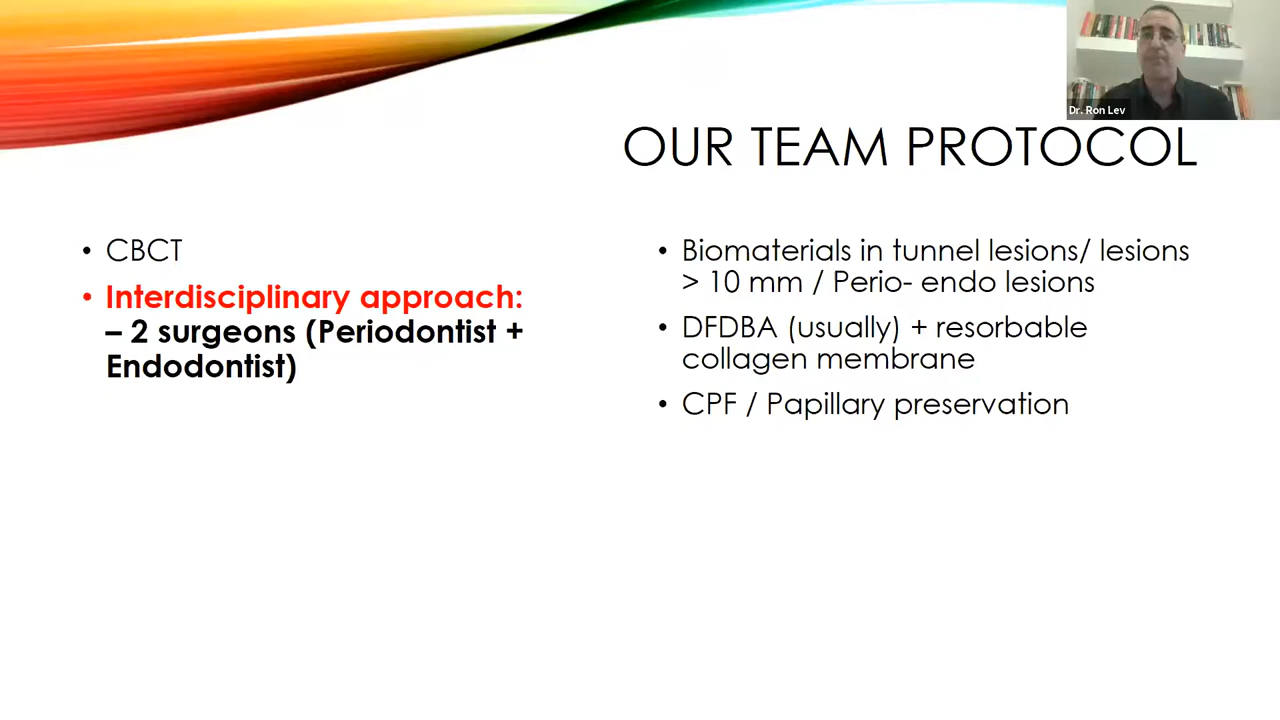 Dr. Ron Lev
OUR TEAM PROTOCOL
• CBCT
• Interdisciplinary approach:
– 2 surgeons (Periodontist +
Endodontist)
• Biomaterials in tunnel lesions/ lesions
> 10 mm / Perio- endo lesions
• DFDBA (usually) + resorbable
collagen membrane
• CPF / Papillary preservation